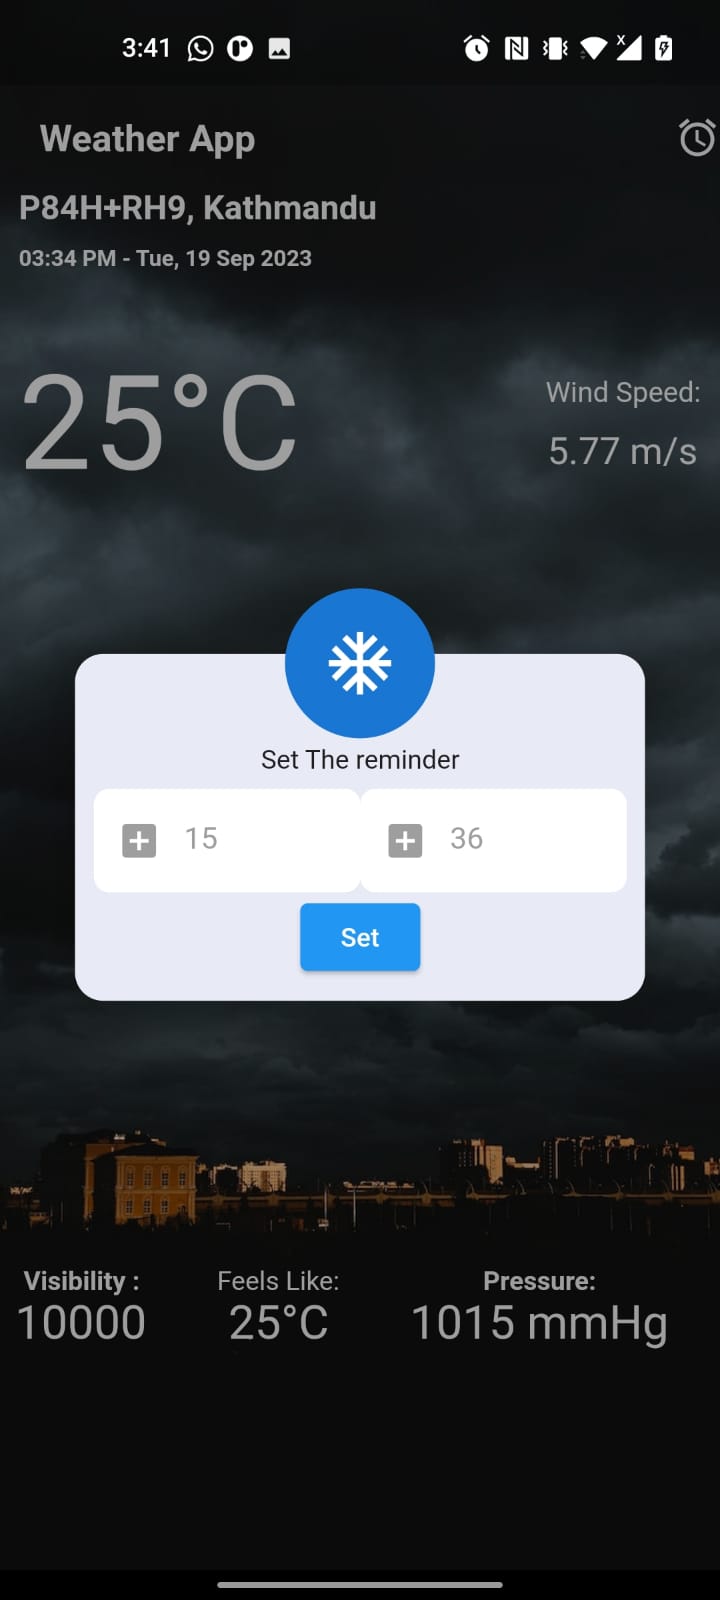 3:41
Weather App
P84H+RH9, Kathmandu
03:34 PM - Tue, 19 Sep 2023
25°C
Wind Speed:
5.77 m/s
Set The reminder
15 36
Set
Visibility : Feels Like: Pressure:
10000 25°C 1015 mmHg